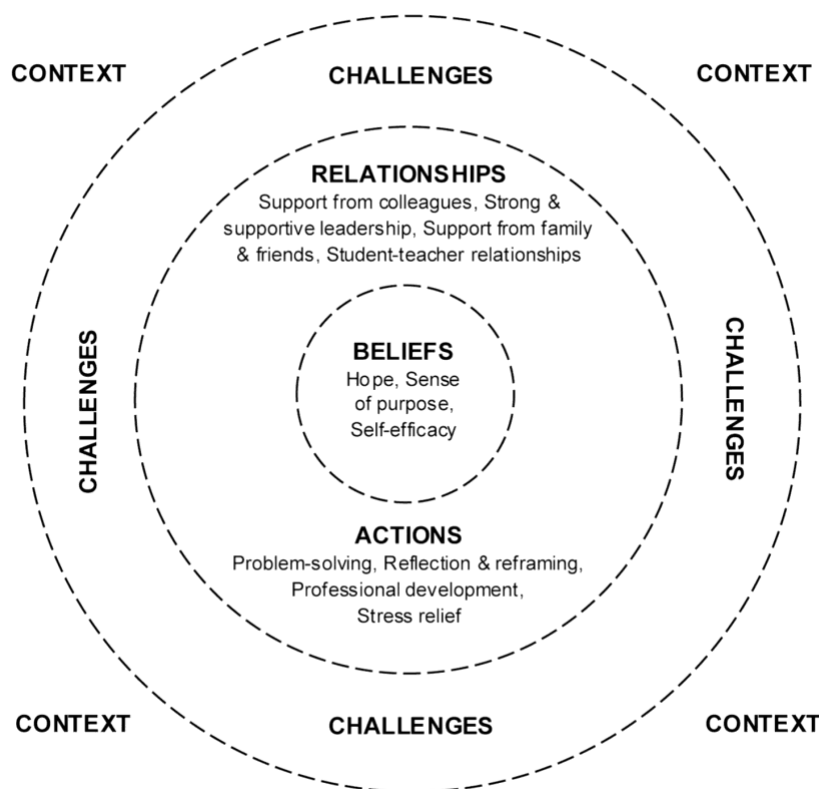 CONTEXT
CHALLENGES
CONTEXT
RELATIONSHIPS
Support from colleagues, Strong &
supportive leadership, Support from family
& friends, Student-teacher relationships
CHALLENGES
BELIEFS
Hope, Sense
of purpose,
Self-efficacy
CHALLENGES
ACTIONS
Problem-solving, Reflection & reframing,
Professional development,
Stress relief
CONTEXT
CHALLENGES
CONTEXT